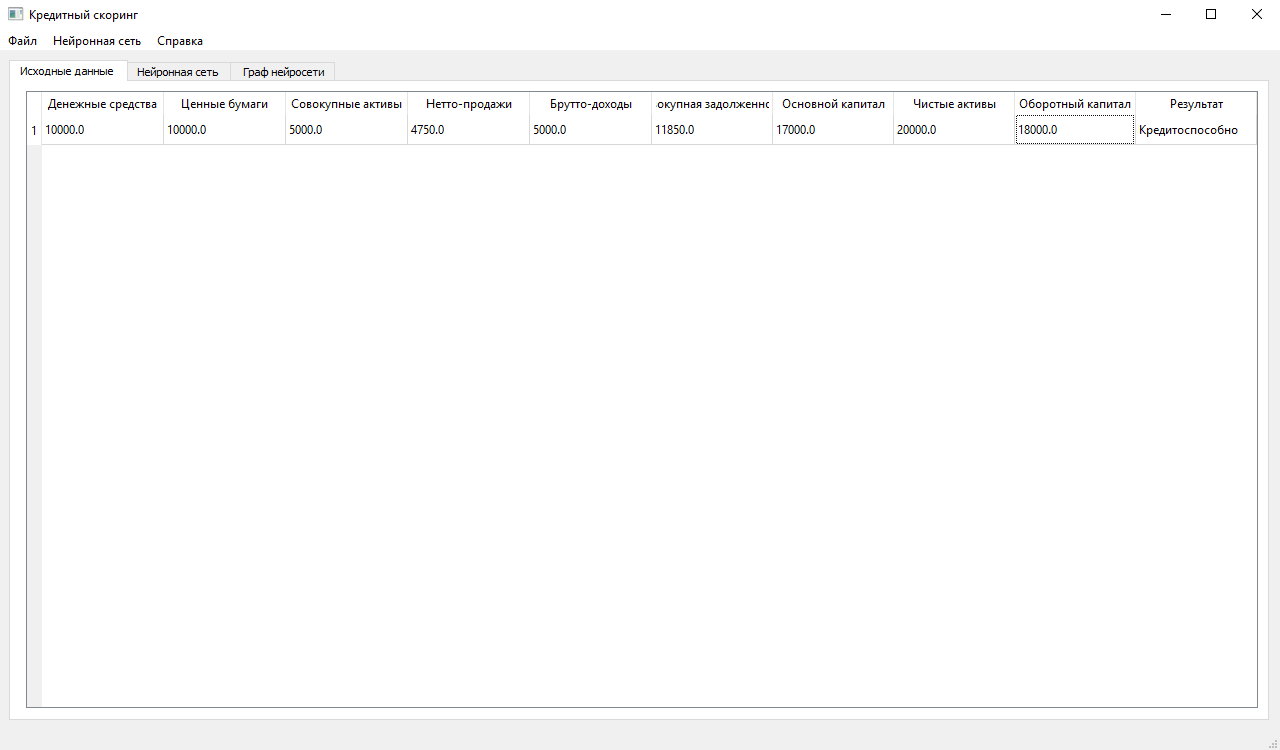 Кредитный скоринг
Файл Нейронная сеть Справка
Исходные данные Нейронная сеть Граф нейросети
Денежные средства Ценные бумаги Совокупные активы Нетто-продажи Брутто-доходы окупная задолженнс Основной капитал Чистые активы Оборотный капитал Результат
1 10000.0 10000.0 5000.0 4750.0 5000.0 11850.0 17000.0 20000.0 18000.0 Кредитоспособно